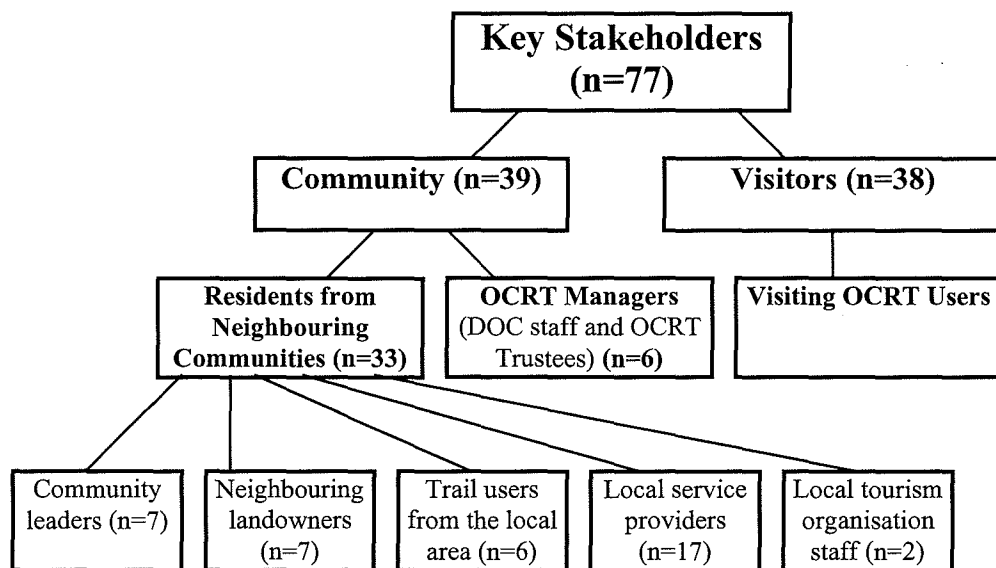 Key Stakeholders
(n=77)
Community (n=39)
Visitors (n=38)
Residents from
Neighbouring
Communities (n=33)
OCRT Managers
(DOC staff and OCRT
Trustees) (n=6)
Visiting OCRT Users
Community
leaders (n=7)
Neighbouring
landowners
(n=7)
Trail users
from the local
area (n=6)
Local service
providers
(n=17)
Local tourism
organisation
staff (n=2)